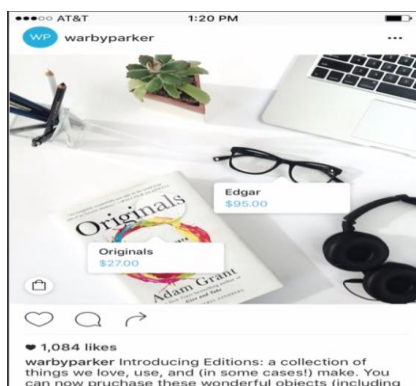 AT&T 1:20 PM
WP warbyparker
Edgar
$95.00
Originals
Originals
$27.00
Adam Grant
1,084 likes
warbyparker Introducing Editions: a collection of
things we love, use, and (in some cases!) make. You
can now pruchase these wonderful objects (including